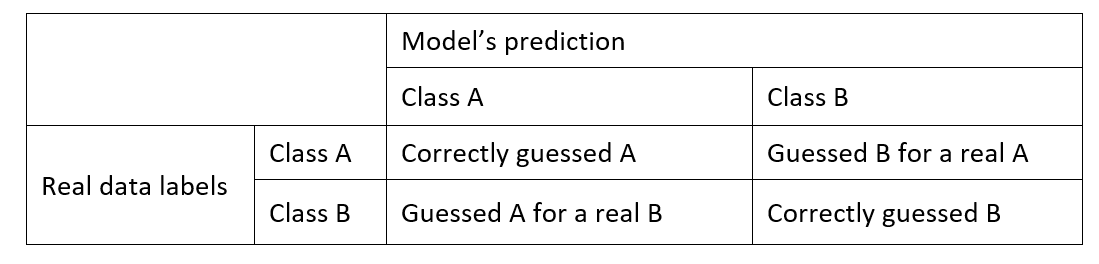 Model’s prediction
Class A
Class B
Real data labels
Class A
Correctly guessed A
Guessed B for a real A
Class B
Guessed A for a real B
Correctly guessed B